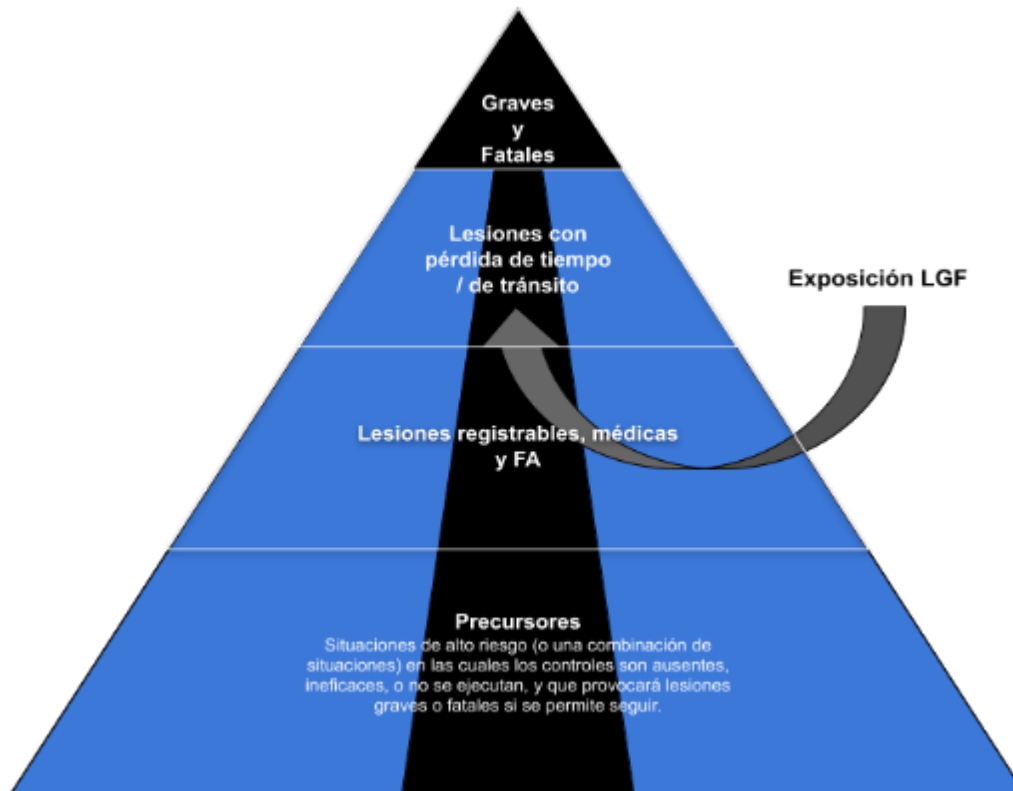 Graves
y
Fatales
Lesiones con
pérdida de tiempo
/ de tránsito
Exposición LGF
Lesiones registrables, médicas
y FA
Precursores
Situaciones de alto riesgo (o una combinación de
situaciones) en las cuales los controles son ausentes,
ineficaces, o no se ejecutan, y que provocará lesiones
graves o fatales si se permite seguir.